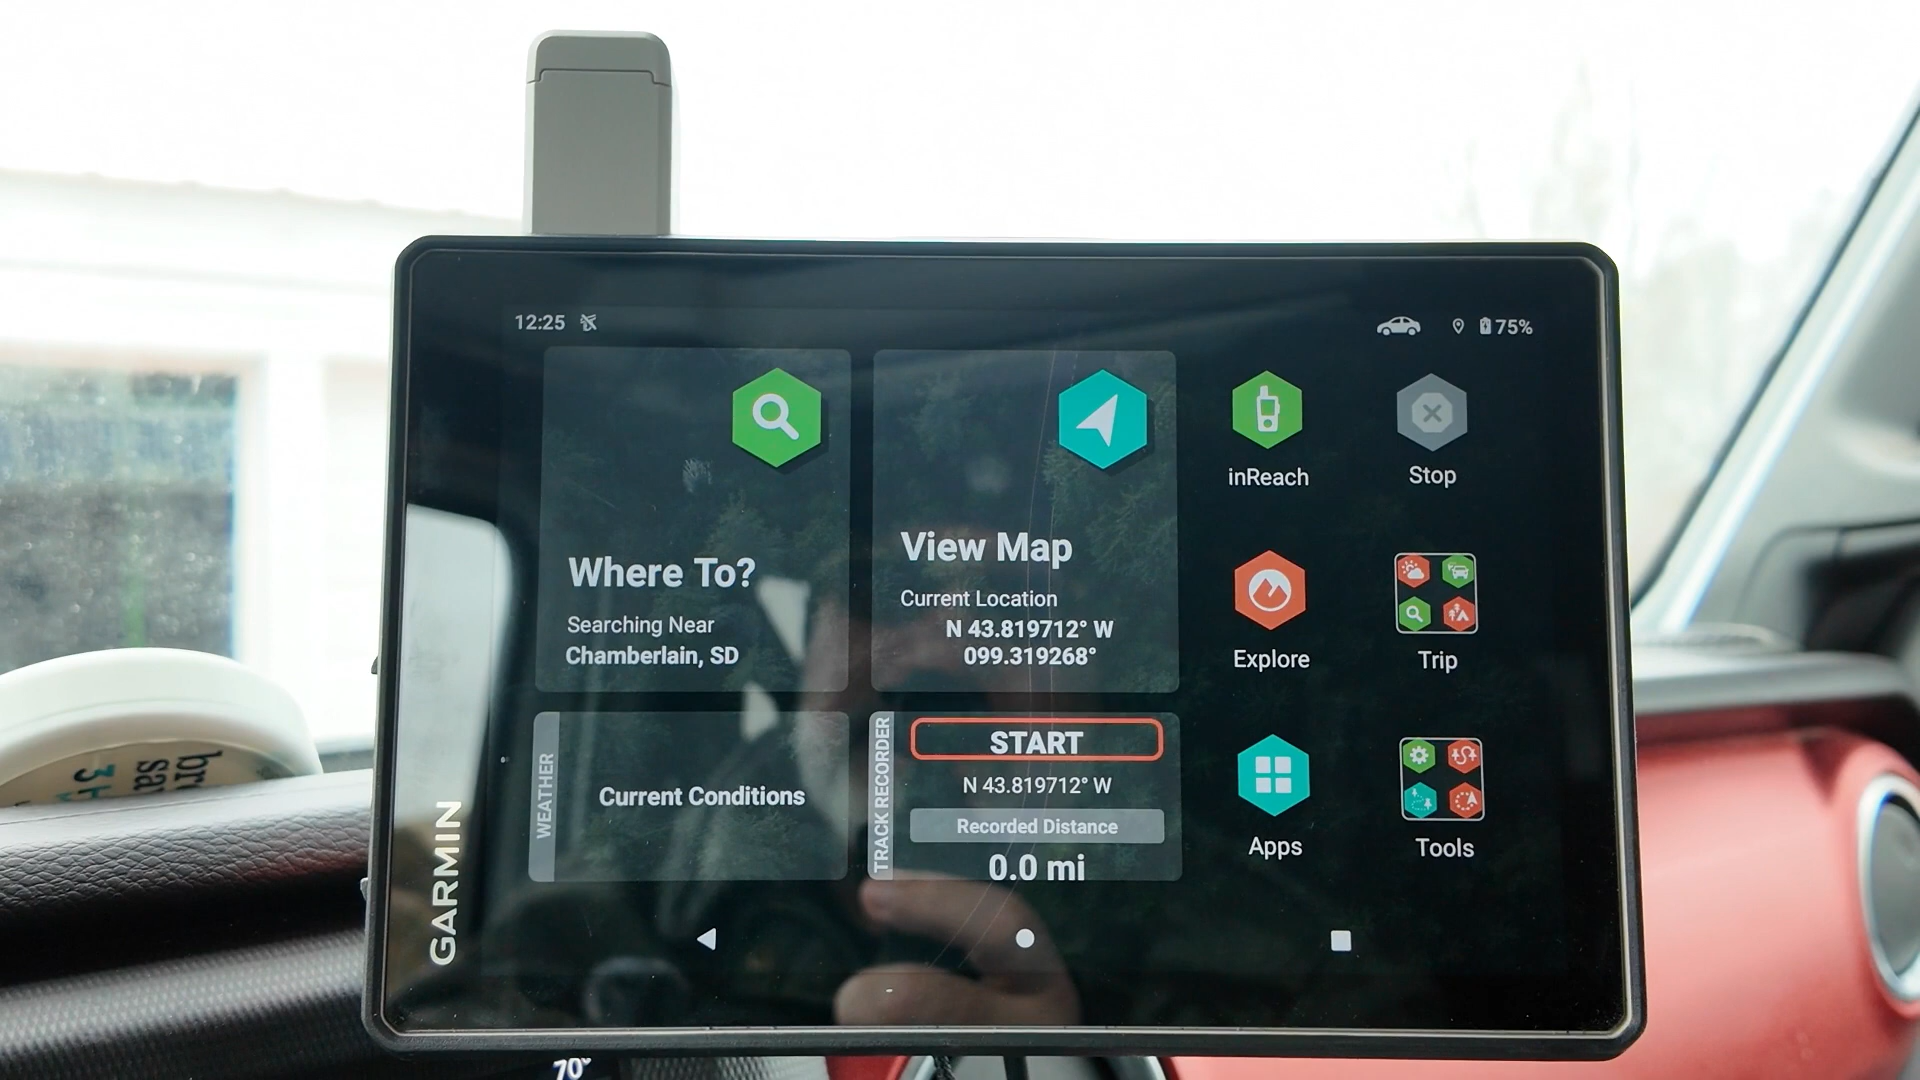 12:25
75%
Where To?
Searching Near
Chamberlain, SD
View Map
Current Location
N 43.819712° W
099.319268°
inReach
Stop
Explore
Trip
WEATHER
Current Conditions
TRACK RECORDER
START
N 43.819712° W
Recorded Distance
0.0 mi
Apps
Tools
GARMIN
70°